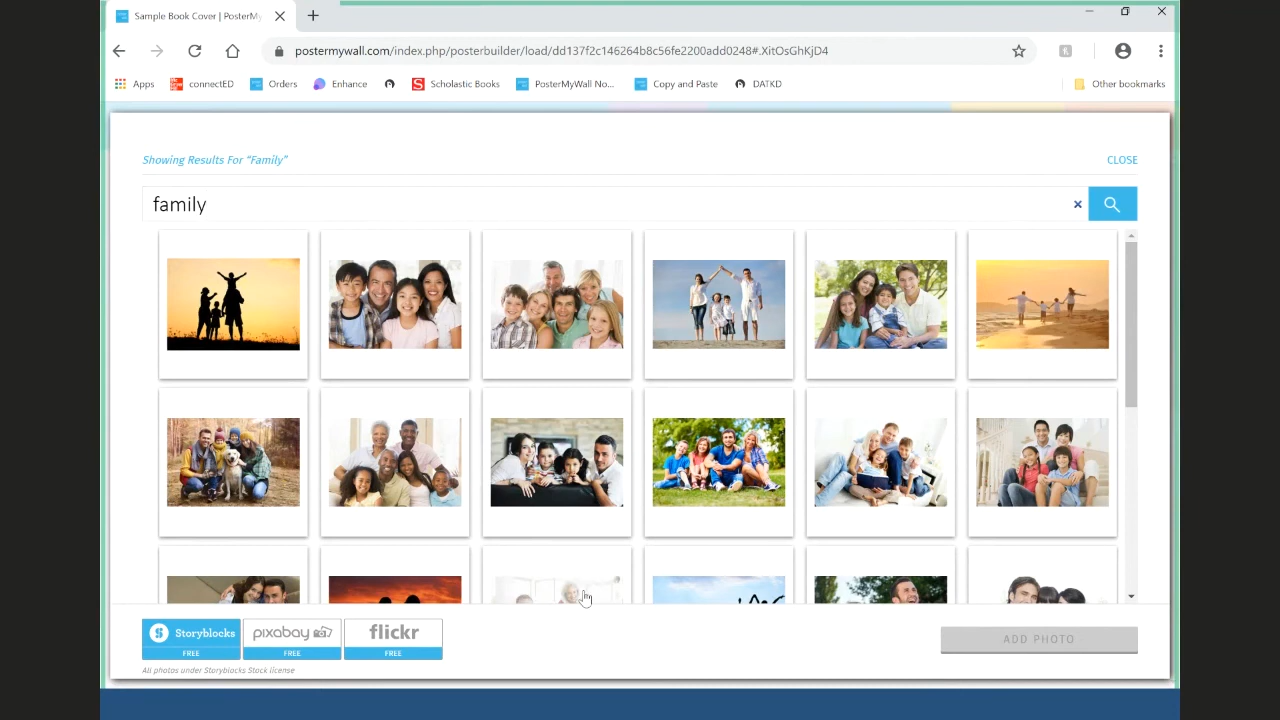 Sample Book Cover | PosterMy
postermywall.com/index.php/posterbuilder/load/dd137f2c146264b8c56fe2200add0248#.XitOsGhKjD4
Apps connectED Orders Enhance Scholastic Books PosterMyWall No... Copy and Paste DATKD Other bookmarks
Showing Results For "Family"
CLOSE
family
Storyblocks
FREE
pixabay
FREE
flickr
FREE
ADD PHOTO
All photos under Storyblocks Stock license